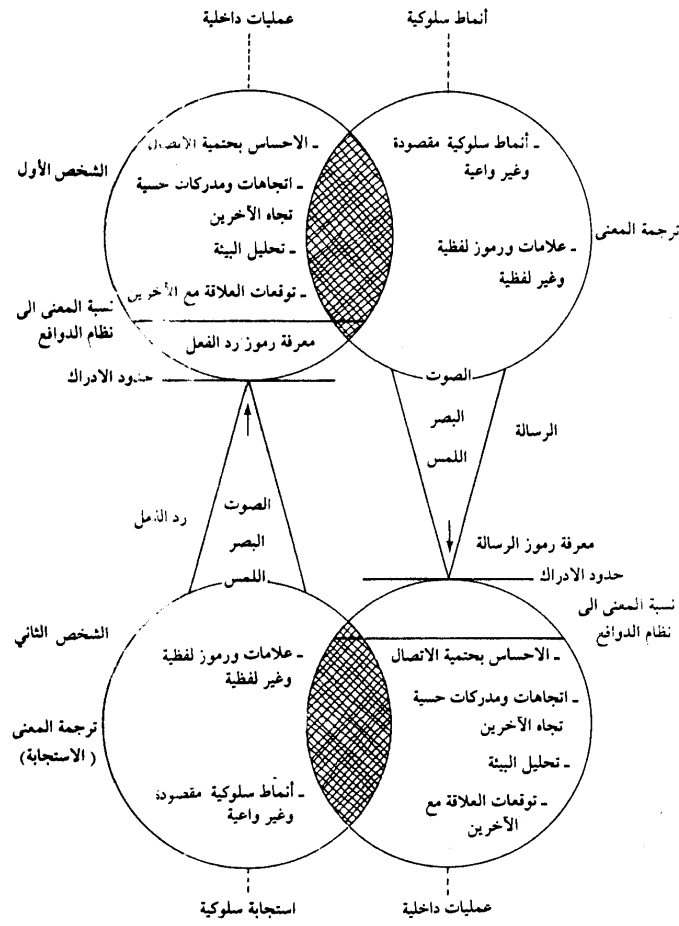 أنماط سلوكية
عمليات داخلية
- أنماط سلوكية مقصودة
وغير واعية
- علامات ورموز لفظية
وغير لفظية
ترجمة المعنى
الشخص الأول
- الاحساس بحتمية الاتصال
- اتجاهات ومدركات حسية
تجاه الآخرين
- تحليل البيئة
- توقعات العلاقة مع الآخرين
نسبة المعنى الى
نظام الدوافع
معرفة رموز رد الفعل
حدود الادراك
الصوت
البصر
اللمس
الرسالة
معرفة رموز الرسالة
حدود الادراك
نسبة المعنى الى
نظام الدوافع
الصوت
البصر
اللمس
رد
الشخص الثاني
- الاحساس بحتمية الاتصال
- اتجاهات ومدركات حسية
تجاه الآخرين
- تحليل البيئة
- توقعات العلاقة مع
الآخرين
- علامات ورموز لفظية
وغير لفظية
ترجمة المعنى
(الاستجابة)
- أنماط سلوكية مقصودة
وغير واعية
عمليات داخلية
استجابة سلوكية